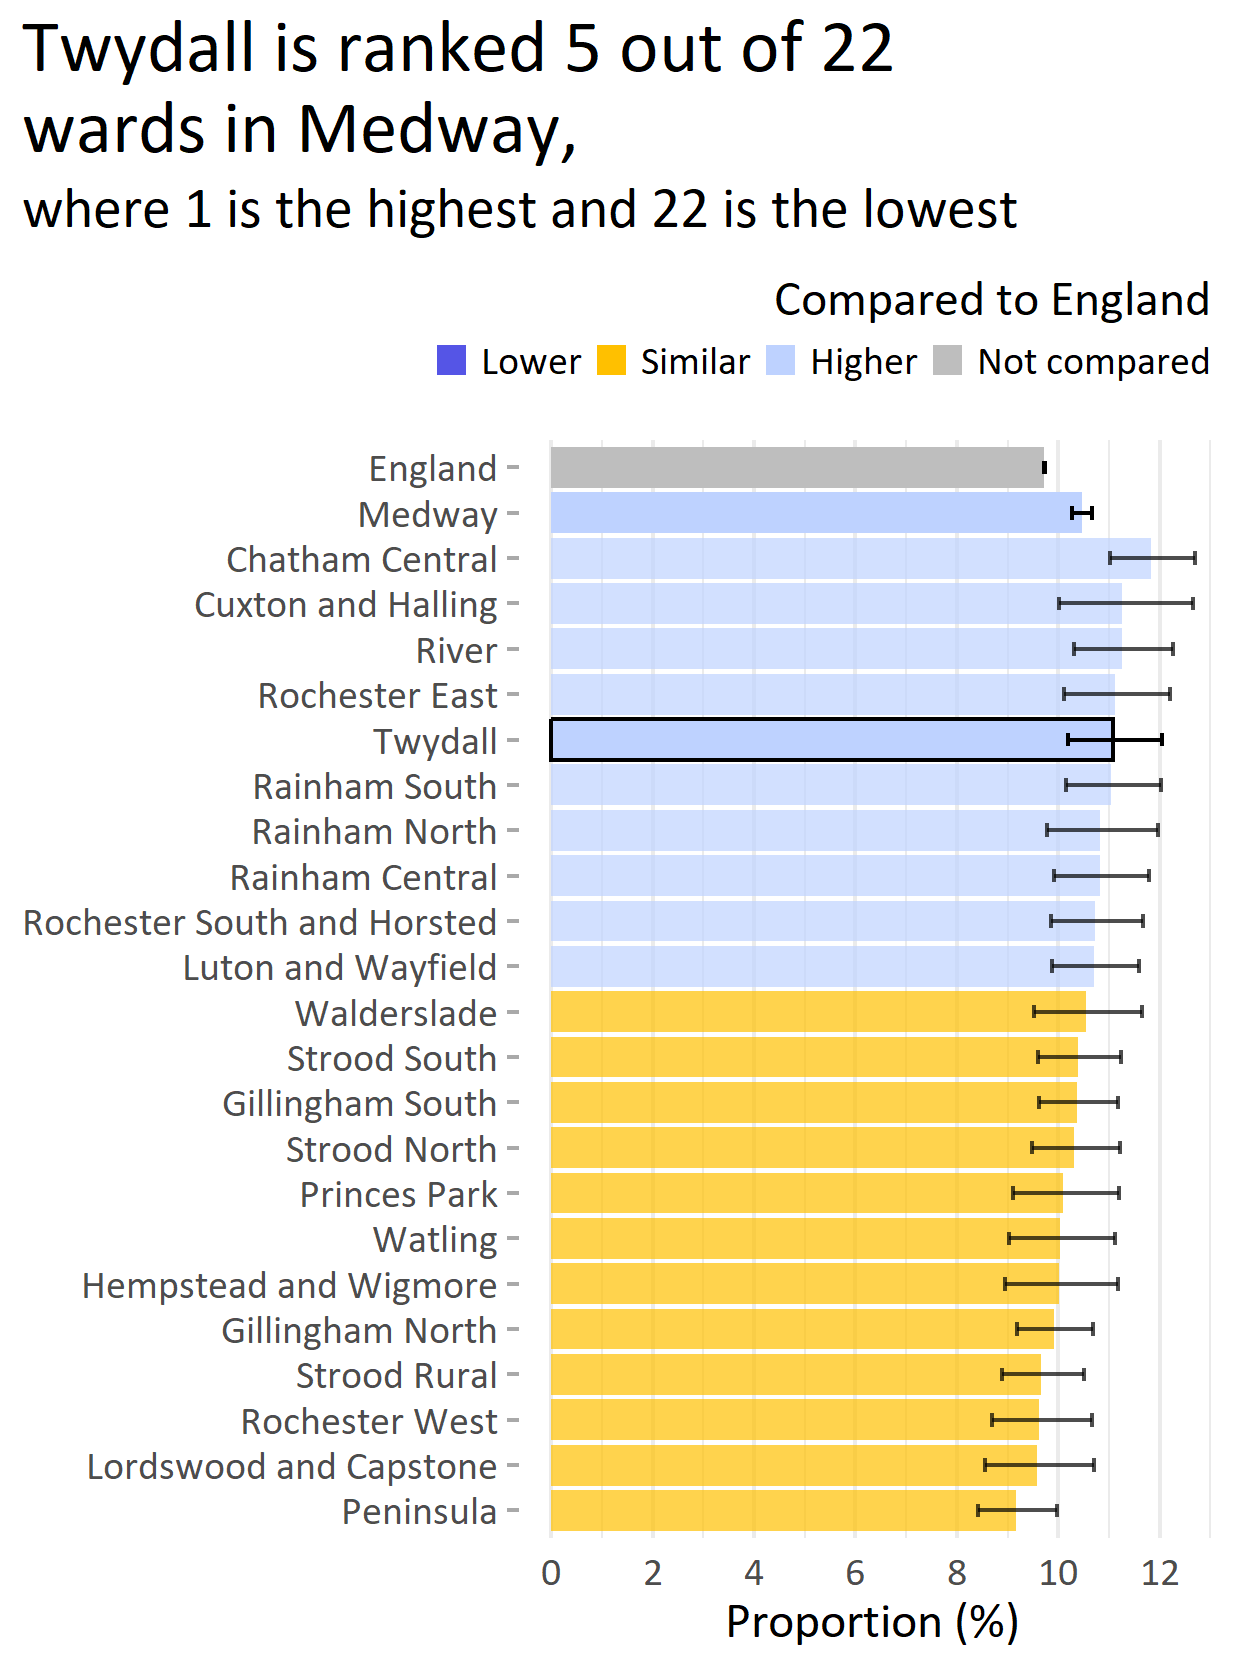 Twydall is ranked 5 out of 22
wards in Medway,
where 1 is the highest and 22 is the lowest
Compared to England
Lower Similar Higher Not compared
England
Medway
Chatham Central
Cuxton and Halling
River
Rochester East
Twydall
Rainham South
Rainham North
Rainham Central
Rochester South and Horsted
Luton and Wayfield
Walderslade
Strood South
Gillingham South
Strood North
Princes Park
Watling
Hempstead and Wigmore
Gillingham North
Strood Rural
Rochester West
Lordswood and Capstone
Peninsula
0 2 4 6 8 10 12
Proportion (%)